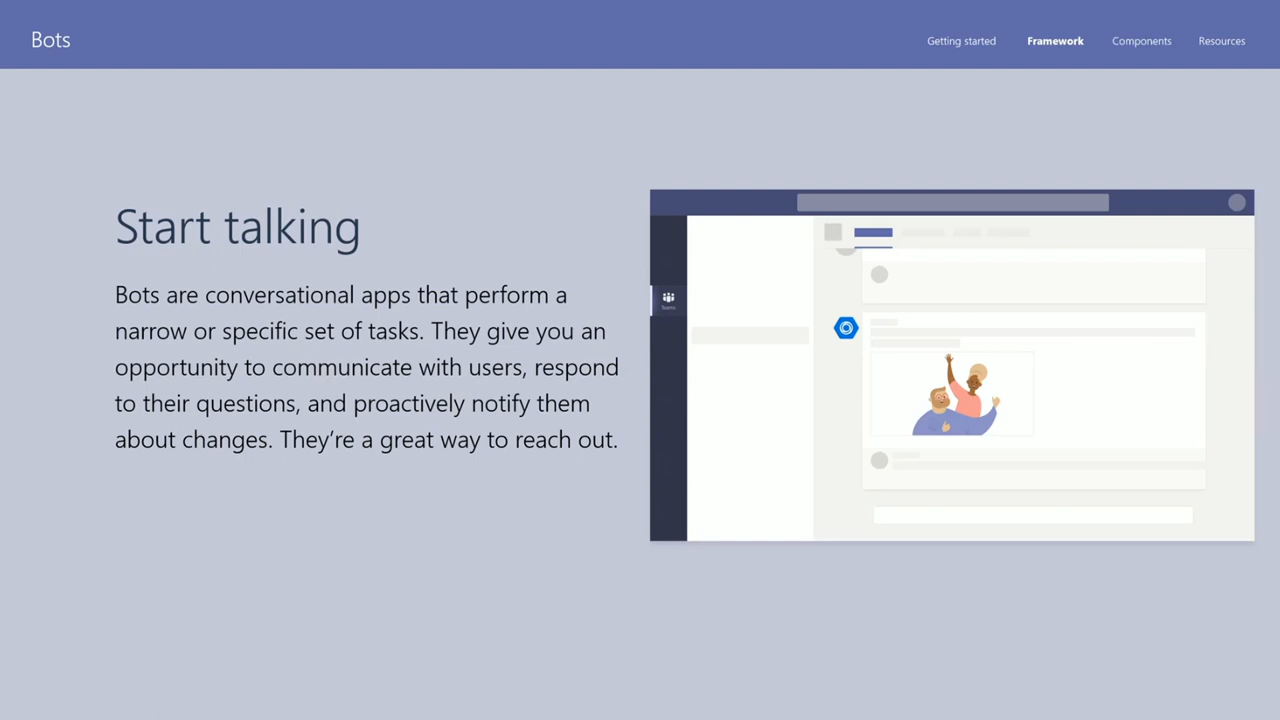 Bots
Getting started Framework Components Resources
Start talking
Bots are conversational apps that perform a
narrow or specific set of tasks. They give you an
opportunity to communicate with users, respond
to their questions, and proactively notify them
about changes. They’re a great way to reach out.
Teams